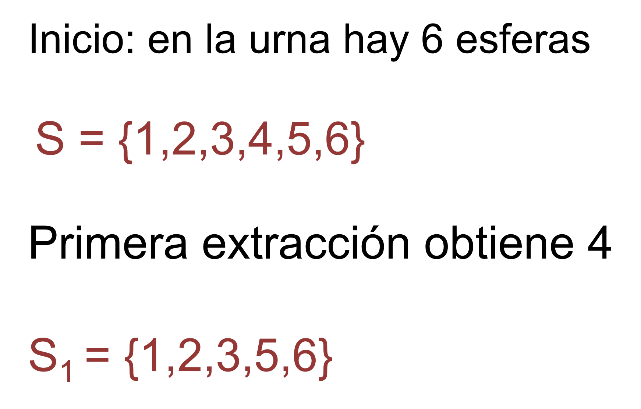 Inicio: en la urna hay 6 esferas
S = {1,2,3,4,5,6}
Primera extracción obtiene 4
S₁ = {1,2,3,5,6}